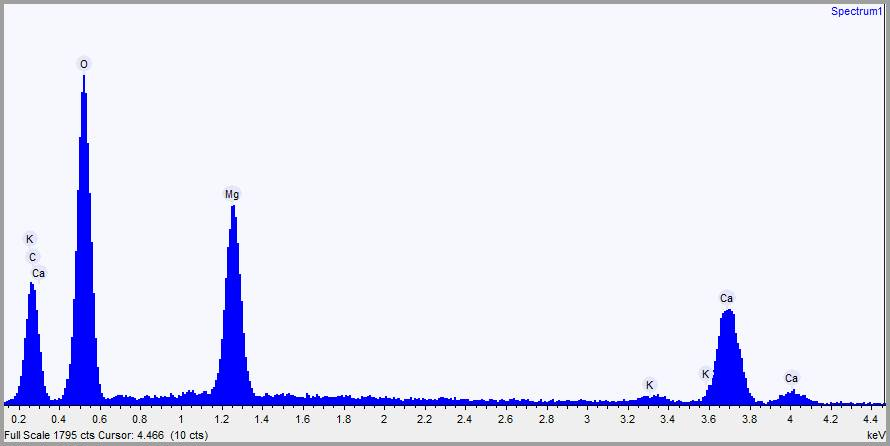 Spectrum1
O
Mg
K
C
Ca
Ca
K
Ca
K
0.2 0.4 0.6 0.8 1 1.2 1.4 1.6 1.8 2 2.2 2.4 2.6 2.8 3 3.2 3.4 3.6 3.8 4 4.2 4.4
Full Scale 1795 cts Cursor: 4.466 (10 cts) keV